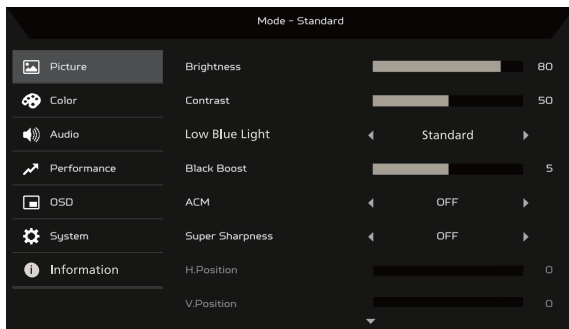 Mode - Standard
Picture
Brightness 80
Color
Contrast 50
Audio
Low Blue Light Standard
Performance
Black Boost 5
OSD
ACM OFF
System
Super Sharpness OFF
Information
H.Position 0
V.Position 0